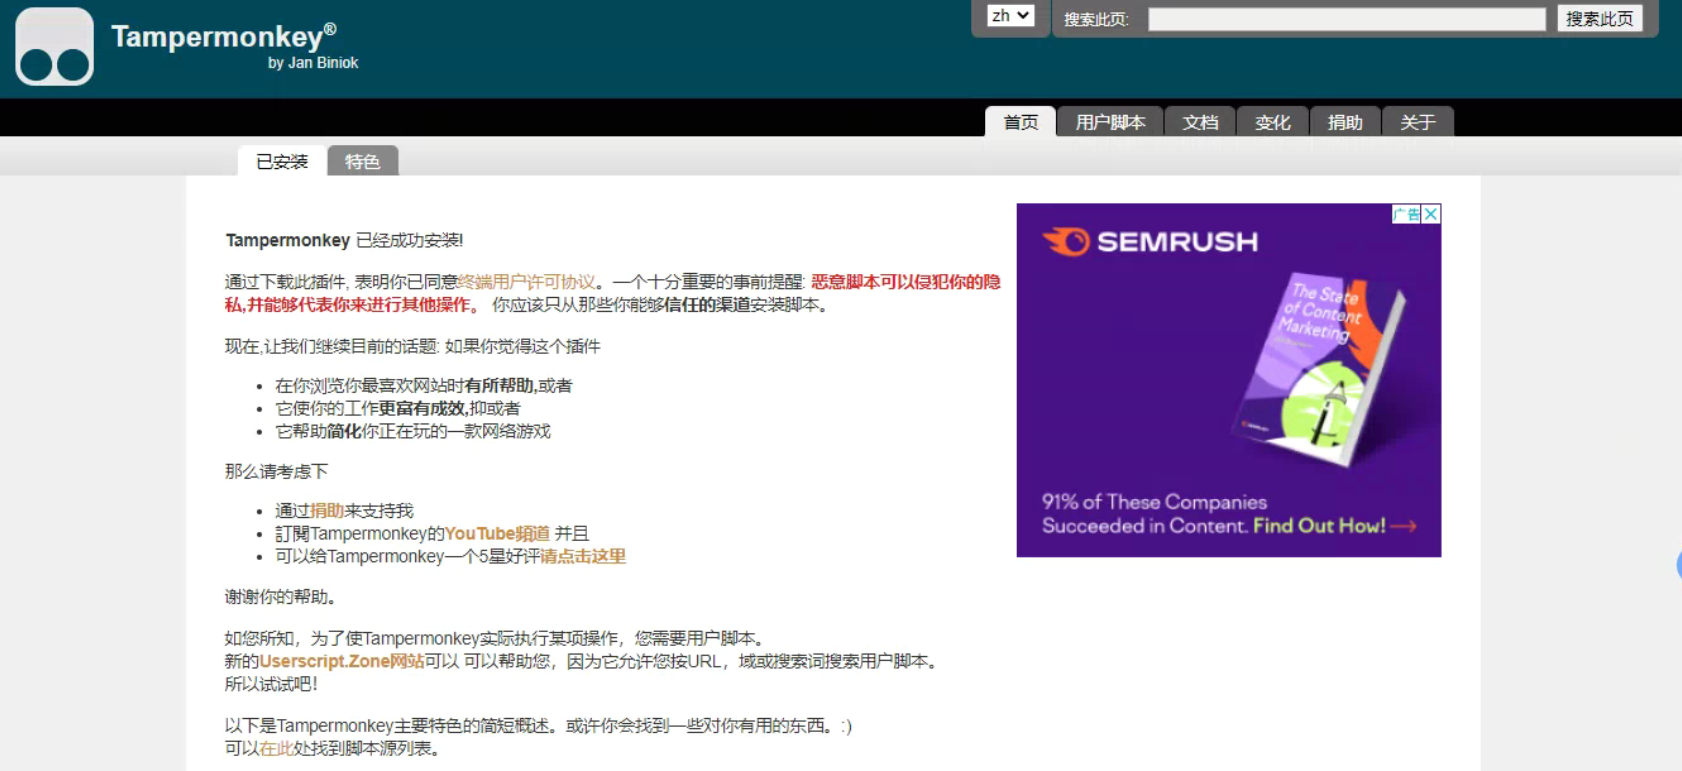 Tampermonkey®
by Jan Biniok
zh
搜索此页:
搜索此页
首页 用户脚本 文档 变化 捐助 关于
已安装 特色
Tampermonkey 已经成功安装!
通过下载此插件, 表明你已同意终端用户许可协议。一个十分重要的事前提醒: 恶意脚本可以侵犯你的隐
私,并能够代表你来进行其他操作。 你应该只从那些你能够信任的渠道安装脚本。
现在,让我们继续目前的话题: 如果你觉得这个插件
• 在你浏览你最喜欢网站时有所帮助,或者
• 它使你的工作更富有成效,抑或者
• 它帮助简化你正在玩的一款网络游戏
那么请考虑下
• 通过捐助来支持我
• 訂閱Tampermonkey的YouTube頻道 并且
• 可以给Tampermonkey一个5星好评请点击这里
谢谢你的帮助。
如您所知，为了使Tampermonkey实际执行某项操作，您需要用户脚本。
新的Userscript.Zone网站可以 可以帮助您，因为它允许您按URL，域或搜索词搜索用户脚本。
所以试试吧!
以下是Tampermonkey主要特色的简短概述。或许你会找到一些对你有用的东西。:)
可以在此处找到脚本源列表。
广告
SEMRUSH
The State
of Content
Marketing
91% of These Companies
Succeeded in Content. Find Out How! →